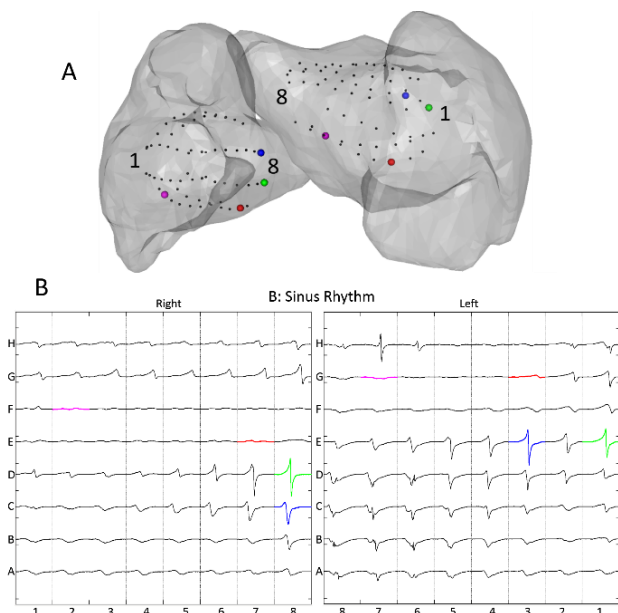 A
8
1
1
8
B
B: Sinus Rhythm
Right
Left
H
G
F
E
D
C
B
A
1 2 3 4 5 6 7 8
H
G
F
E
D
C
B
A
8 7 6 5 4 3 2 1